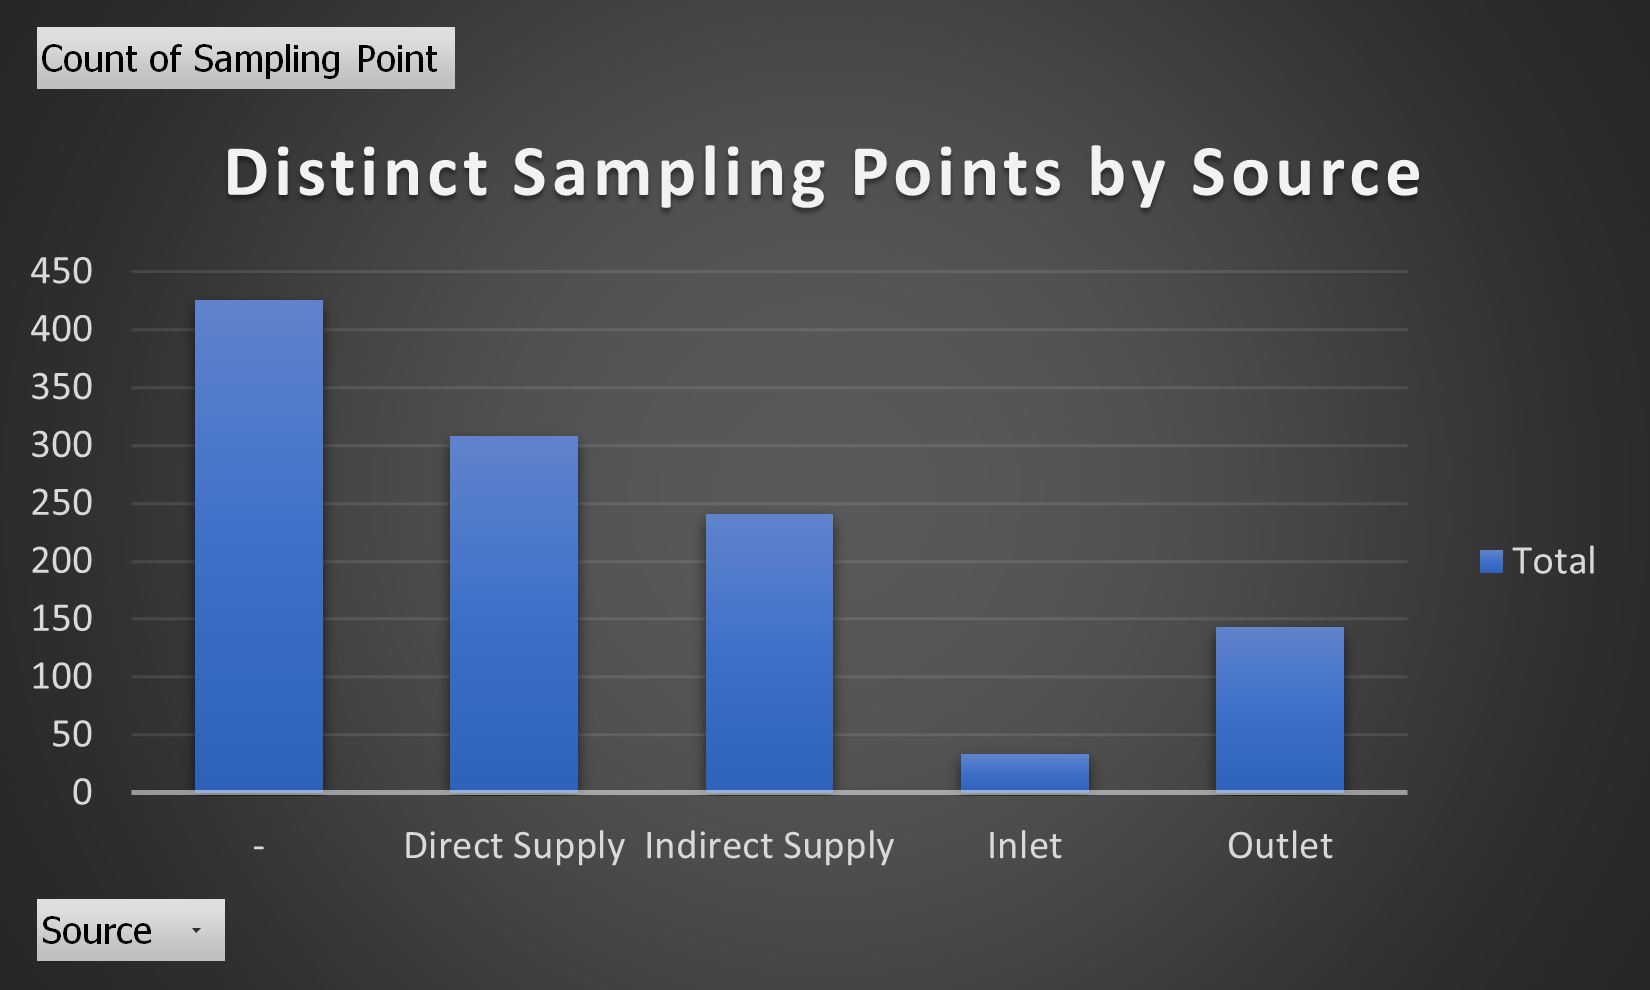 Count of Sampling Point
Distinct Sampling Points by Source
450
400
350
300
250
200
150
100
50
0
- Direct Supply Indirect Supply Inlet Outlet
Total
Source